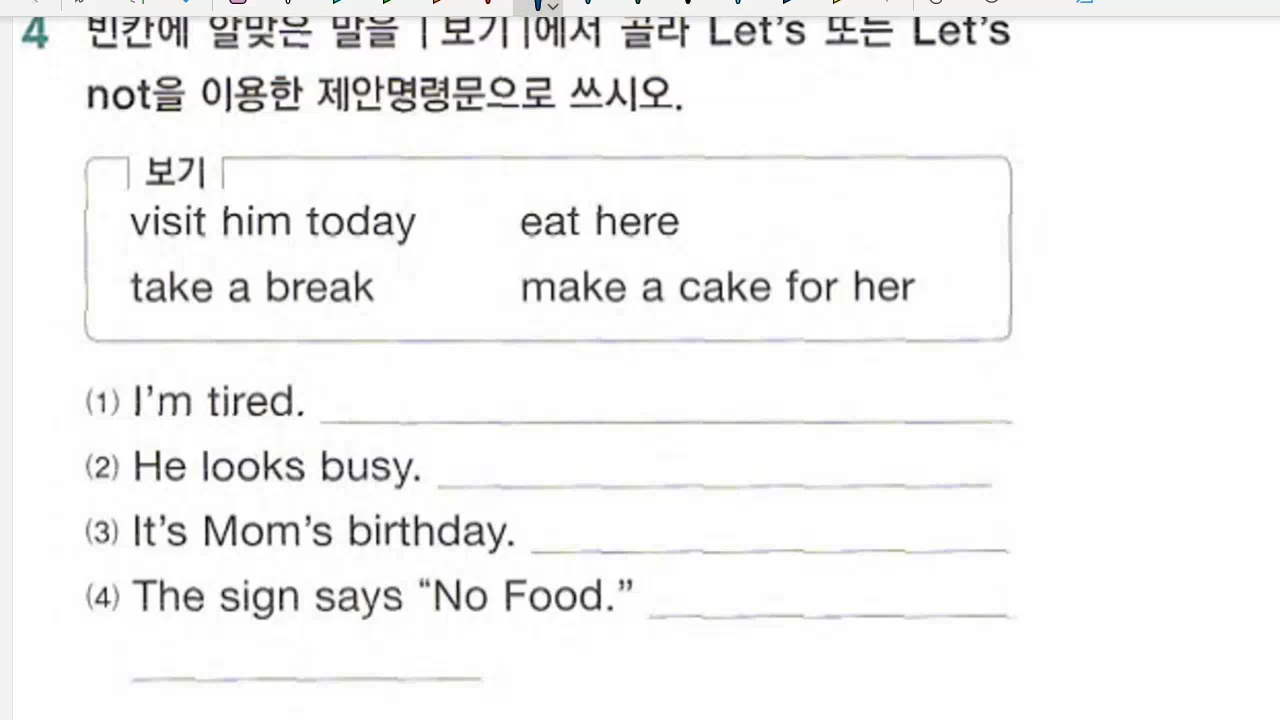 4 빈칸에 알맞은 말을 | 보기 |에서 골라 Let's 또는 Let's
not을 이용한 제안명령문으로 쓰시오.
보기
visit him today eat here
take a break make a cake for her
(1) I'm tired.
(2) He looks busy.
(3) It's Mom's birthday.
(4) The sign says “No Food.”